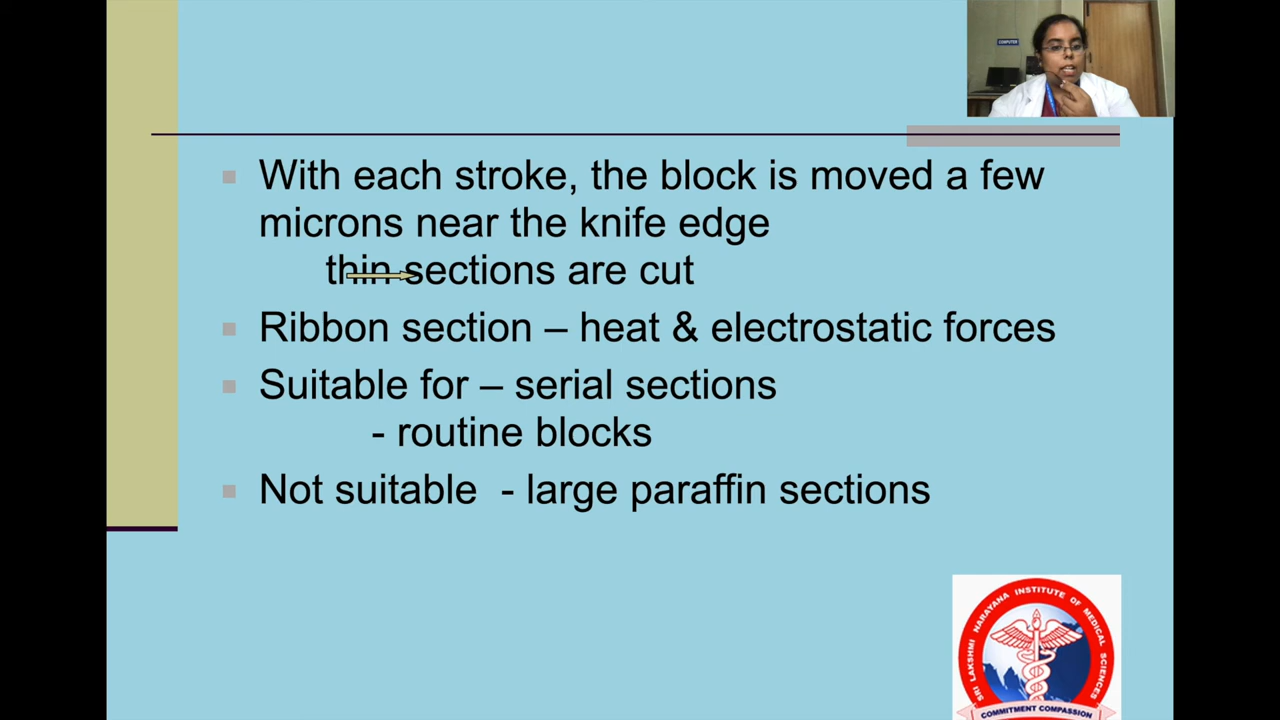 COMPUTER
With each stroke, the block is moved a few
microns near the knife edge
thin sections are cut
Ribbon section – heat & electrostatic forces
Suitable for – serial sections
- routine blocks
Not suitable - large paraffin sections
SRI LAKSHMI NARAYANA INSTITUTE OF MEDICAL SCIENCES
COMMITMENT COMPASSION